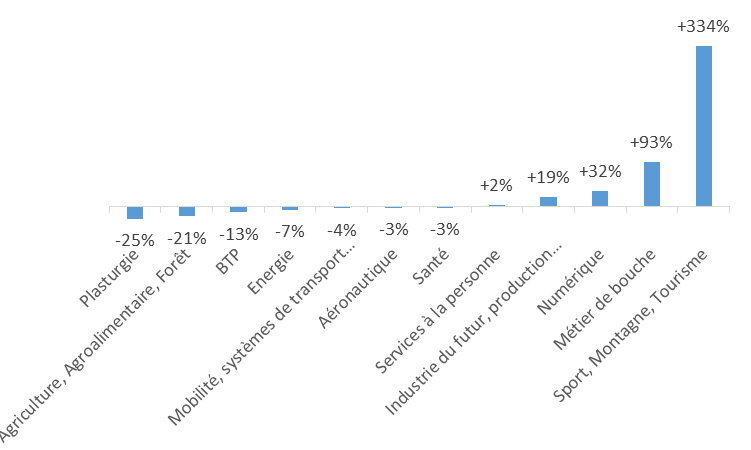 +334%
+93%
+32%
+19%
+2%
-25%
-21%
-13%
-7%
-4%
-3%
-3%
Plasturgie
Agriculture, Agroalimentaire, Forêt
BTP
Energie
Mobilité, systèmes de transport...
Aéronautique
Santé
Services à la personne
Industrie du futur, production...
Numérique
Métier de bouche
Sport, Montagne, Tourisme